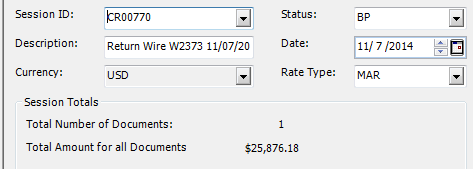 Session ID: CR00770 Status: BP
Description: Return Wire W2373 11/07/20 Date: 11/ 7 /2014
Currency: USD Rate Type: MAR
Session Totals
Total Number of Documents: 1
Total Amount for all Documents $25,876.18